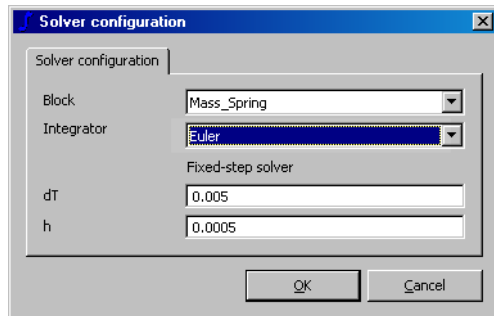 Solver configuration
Solver configuration
Block Mass_Spring
Integrator Euler
Fixed-step solver
dT 0.005
h 0.0005
OK Cancel